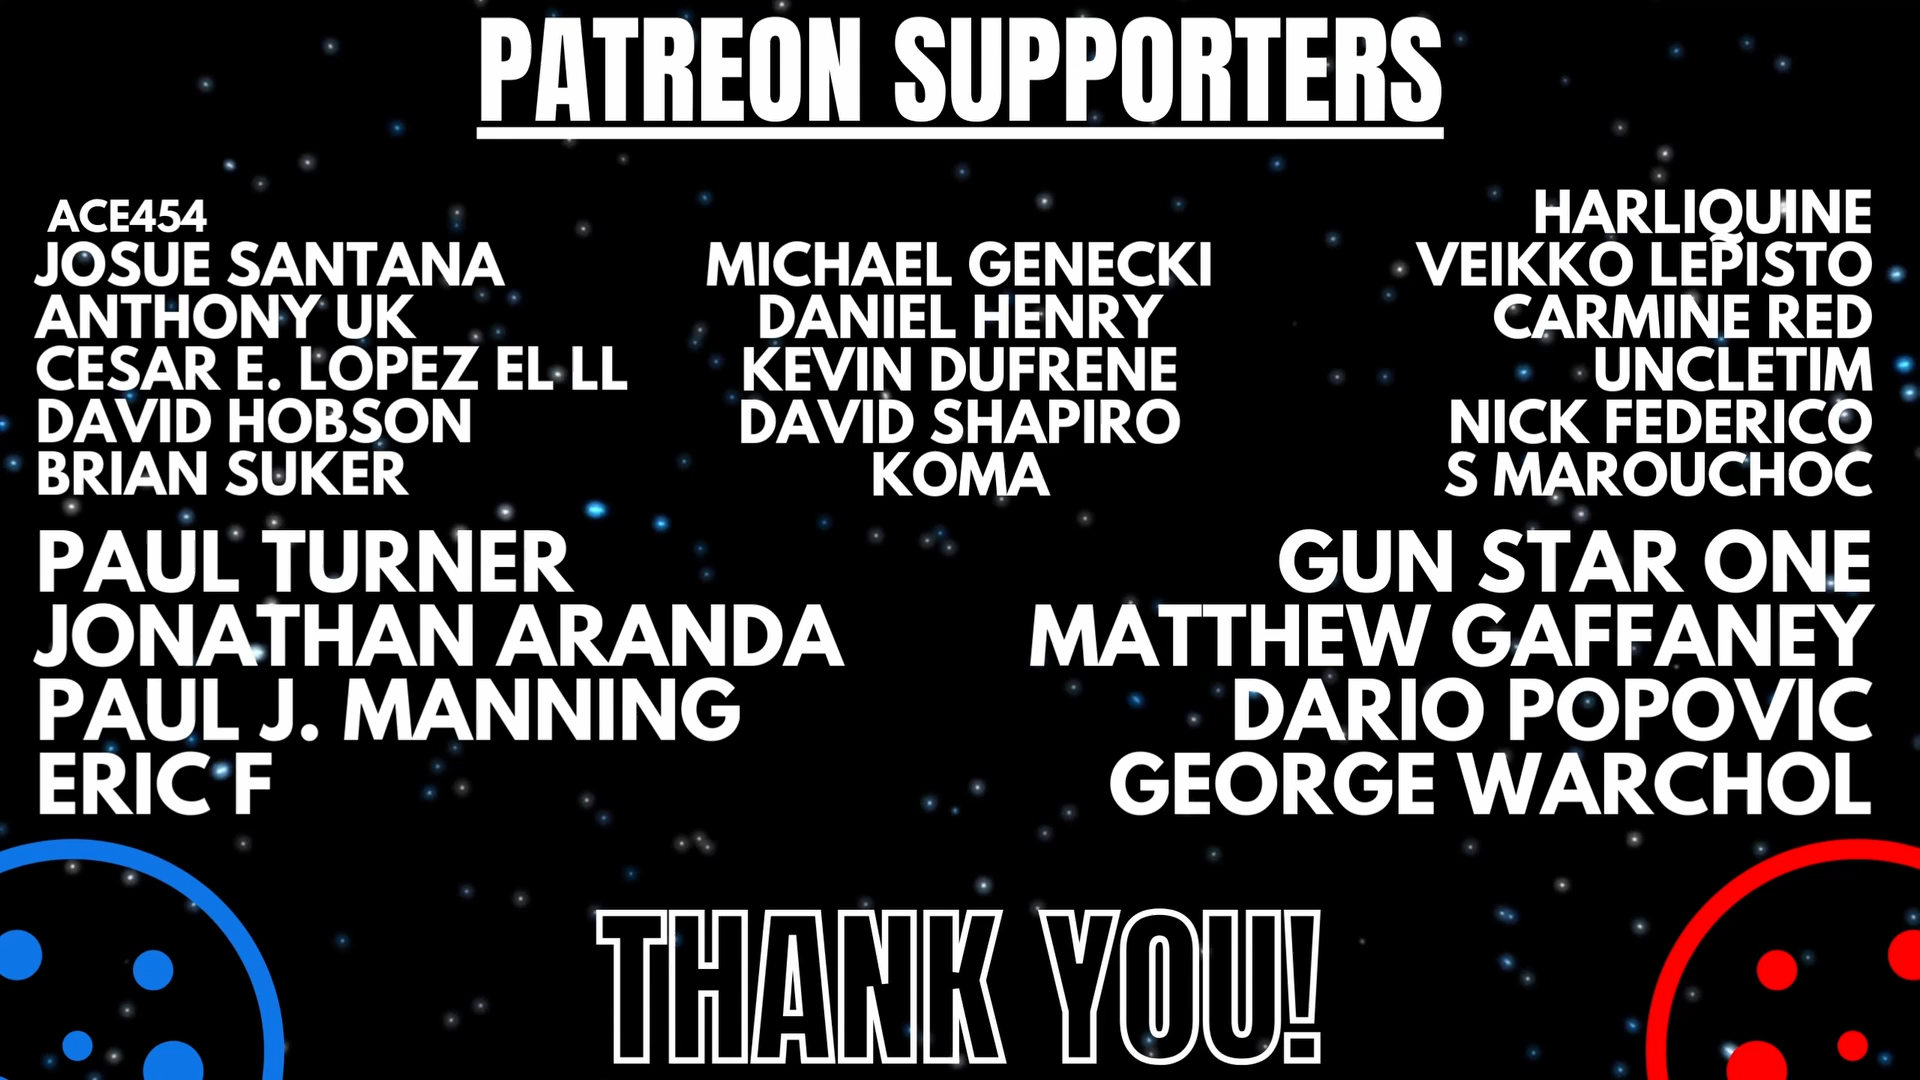 PATREON SUPPORTERS
ACE454
JOSUE SANTANA
ANTHONY UK
CESAR E. LOPEZ EL LL
DAVID HOBSON
BRIAN SUKER
MICHAEL GENECKI
DANIEL HENRY
KEVIN DUFRENE
DAVID SHAPIRO
KOMA
HARLIQUINE
VEIKKO LEPISTO
CARMINE RED
UNCLETIM
NICK FEDERICO
S MAROUCHOC
PAUL TURNER
JONATHAN ARANDA
PAUL J. MANNING
ERIC F
GUN STAR ONE
MATTHEW GAFFANEY
DARIO POPOVIC
GEORGE WARCHOL
THANK YOU!